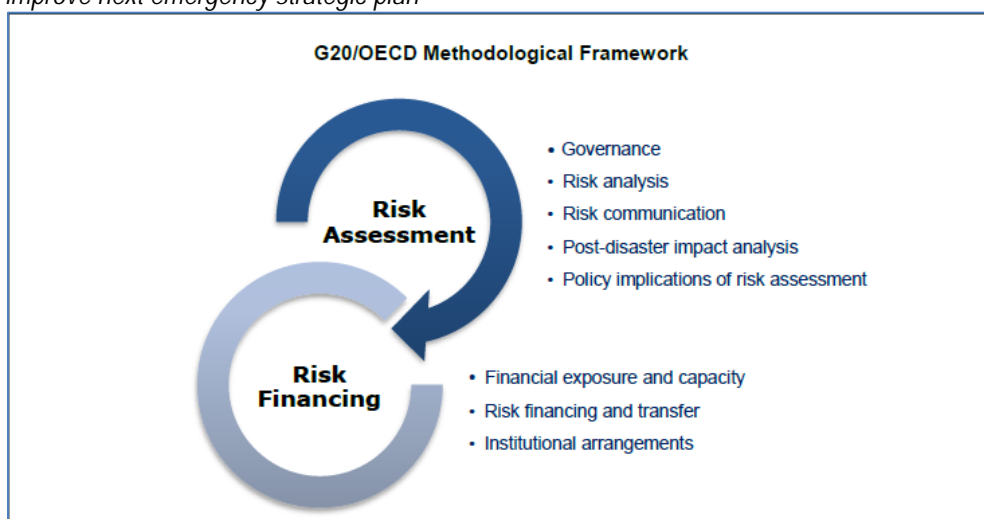 improve next emergency strategic plan
G20/OECD Methodological Framework
Risk
Assessment
• Governance
• Risk analysis
• Risk communication
• Post-disaster impact analysis
• Policy implications of risk assessment
Risk
Financing
• Financial exposure and capacity
• Risk financing and transfer
• Institutional arrangements